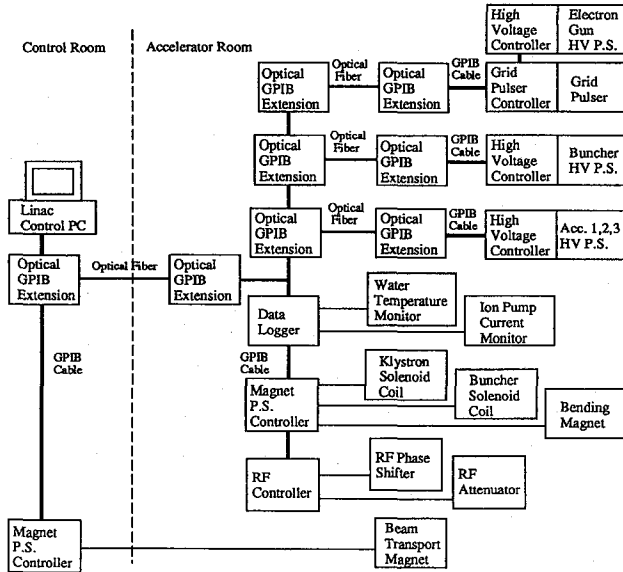 Control Room
Accelerator Room
High
Voltage
Controller
Electron
Gun
HV P.S.
Optical
GPIB
Extension
Optical
Fiber
Optical
GPIB
Extension
GPIB
Cable
Grid
Pulser
Controller
Grid
Pulser
Optical
GPIB
Extension
Optical
Fiber
Optical
GPIB
Extension
GPIB
Cable
High
Voltage
Controller
Buncher
HV P.S.
Optical
GPIB
Extension
Optical
Fiber
Optical
GPIB
Extension
GPIB
Cable
High
Voltage
Controller
Acc. 1,2,3
HV P.S.
Linac
Control PC
Optical
GPIB
Extension
Optical Fiber
Optical
GPIB
Extension
Data
Logger
Water
Temperature
Monitor
Ion Pump
Current
Monitor
GPIB
Cable
GPIB
Cable
Magnet
P.S.
Controller
Klystron
Solenoid
Coil
Buncher
Solenoid
Coil
Bending
Magnet
RF
Controller
RF Phase
Shifter
RF
Attenuator
Magnet
P.S.
Controller
Beam
Transport
Magnet